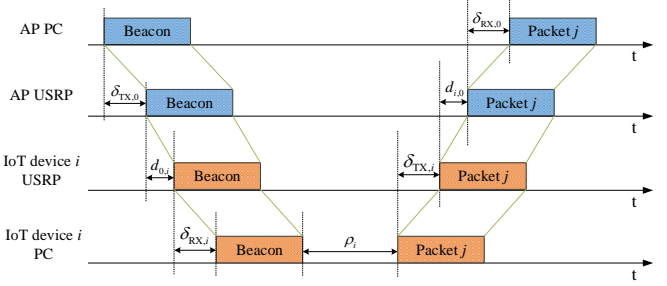 AP PC
Beacon
δRX,0
Packet j
t
AP USRP
δTX,0
Beacon
di,0
Packet j
t
IoT device i
USRP
d0,i
Beacon
δTX,i
Packet j
t
IoT device i
PC
δRX,i
Beacon
ρi
Packet j
t